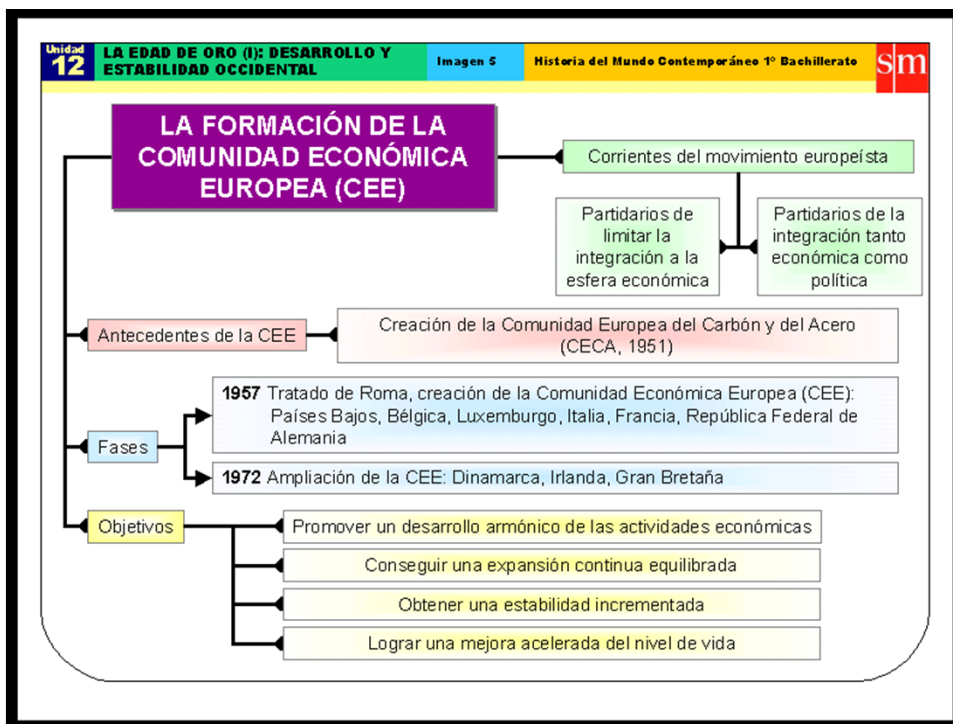 Unidad
12
LA EDAD DE ORO (I): DESARROLLO Y
ESTABILIDAD OCCIDENTAL
Imagen 5
Historia del Mundo Contemporáneo 1º Bachillerato
sm
LA FORMACIÓN DE LA
COMUNIDAD ECONÓMICA
EUROPEA (CEE)
Corrientes del movimiento europeísta
Partidarios de
limitar la
integración a la
esfera económica
Partidarios de la
integración tanto
económica como
política
Antecedentes de la CEE
Creación de la Comunidad Europea del Carbón y del Acero
(CECA, 1951)
Fases
1957 Tratado de Roma, creación de la Comunidad Económica Europea (CEE):
Países Bajos, Bélgica, Luxemburgo, Italia, Francia, República Federal de
Alemania
1972 Ampliación de la CEE: Dinamarca, Irlanda, Gran Bretaña
Objetivos
Promover un desarrollo armónico de las actividades económicas
Conseguir una expansión continua equilibrada
Obtener una estabilidad incrementada
Lograr una mejora acelerada del nivel de vida